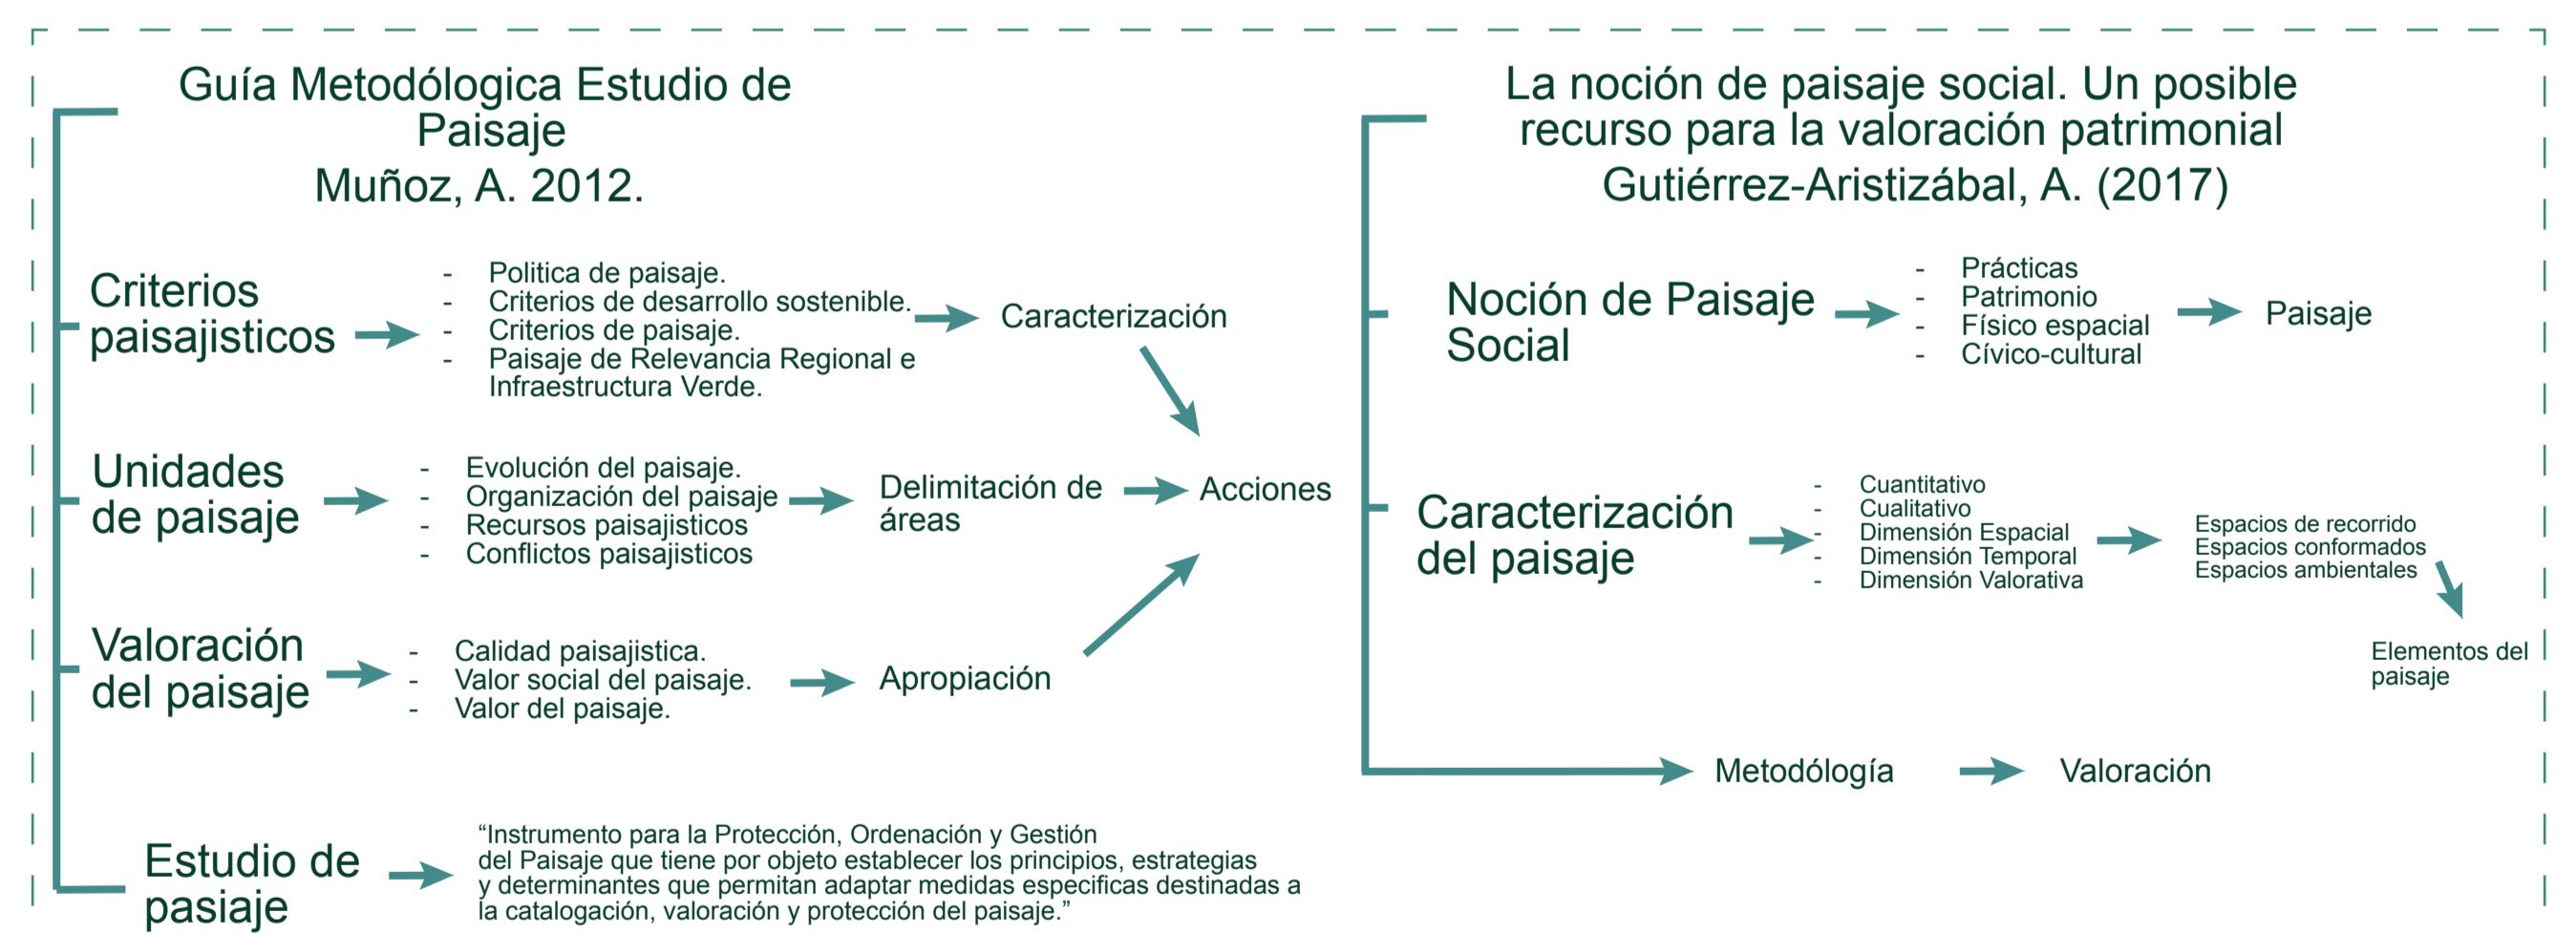 Guía Metodólogica Estudio de
Paisaje
Muñoz, A. 2012.
Criterios
paisajisticos
- Politica de paisaje.
- Criterios de desarrollo sostenible.
- Criterios de paisaje.
- Paisaje de Relevancia Regional e
Infraestructura Verde.
Caracterización
Unidades
de paisaje
- Evolución del paisaje.
- Organización del paisaje
- Recursos paisajisticos
- Conflictos paisajisticos
Delimitación de
áreas
Acciones
Valoración
del paisaje
- Calidad paisajistica.
- Valor social del paisaje.
- Valor del paisaje.
Apropiación
Estudio de
pasiaje
“Instrumento para la Protección, Ordenación y Gestión
del Paisaje que tiene por objeto establecer los principios, estrategias
y determinantes que permitan adaptar medidas especificas destinadas a
la catalogación, valoración y protección del paisaje.”
La noción de paisaje social. Un posible
recurso para la valoración patrimonial
Gutiérrez-Aristizábal, A. (2017)
Noción de Paisaje
Social
- Prácticas
- Patrimonio
- Físico espacial
- Cívico-cultural
Paisaje
Caracterización
del paisaje
- Cuantitativo
- Cualitativo
- Dimensión Espacial
- Dimensión Temporal
- Dimensión Valorativa
Espacios de recorrido
Espacios conformados
Espacios ambientales
Elementos del
paisaje
Metodólogía
Valoración